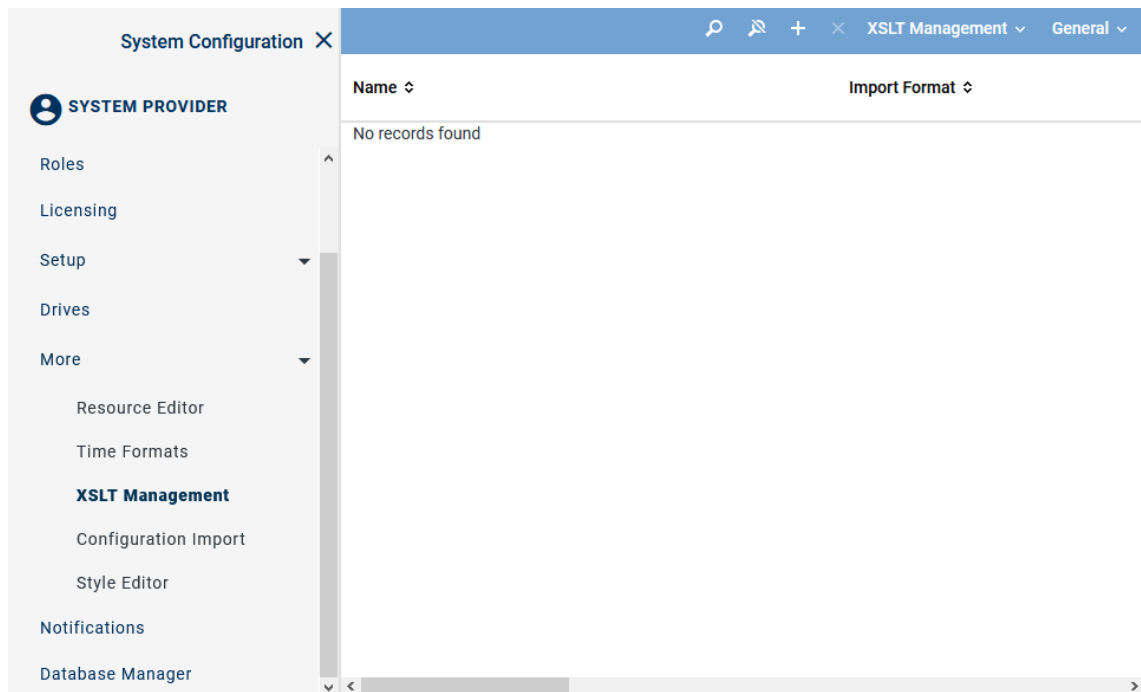 System Configuration
XSLT Management
General
SYSTEM PROVIDER
Name
Import Format
No records found
Roles
Licensing
Setup
Drives
More
Resource Editor
Time Formats
XSLT Management
Configuration Import
Style Editor
Notifications
Database Manager